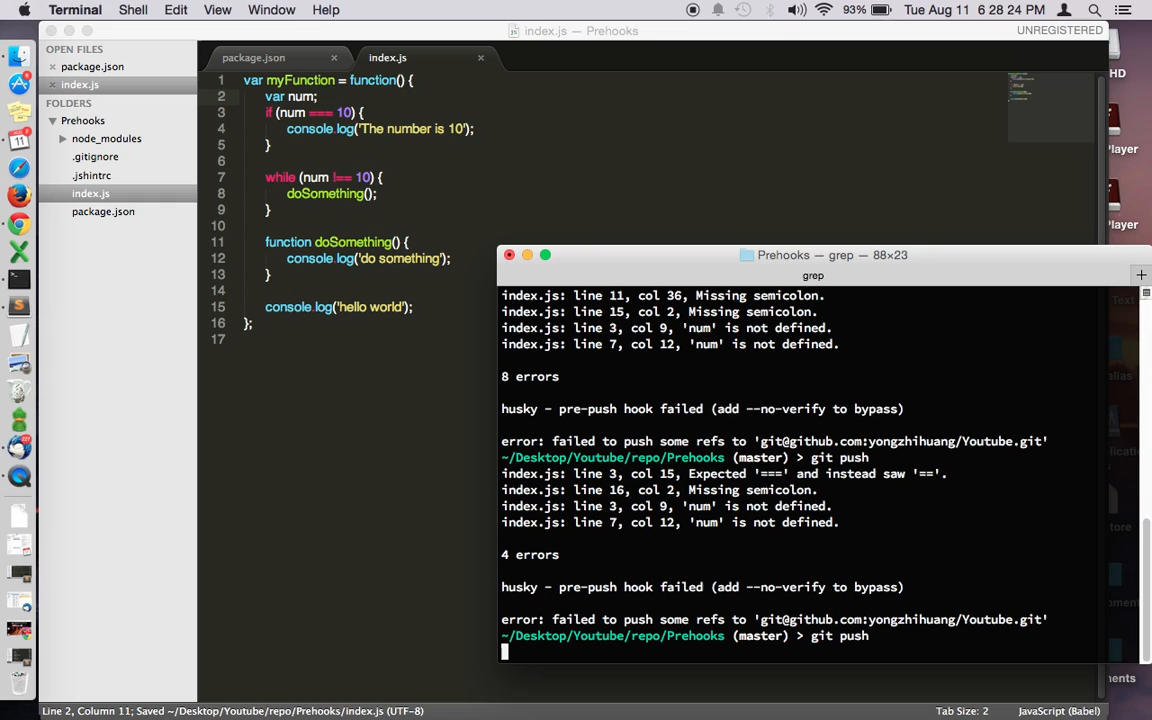 Terminal Shell Edit View Window Help 93% Tue Aug 11 6 28 24 PM
index.js — Prehooks UNREGISTERED
OPEN FILES
package.json
index.js
FOLDERS
Prehooks
node_modules
.gitignore
.jshintrc
index.js
package.json
package.json index.js
1 var myFunction = function() {
2 var num;
3 if (num === 10) {
4 console.log('The number is 10');
5 }
6
7 while (num !== 10) {
8 doSomething();
9 }
10
11 function doSomething() {
12 console.log('do something');
13 }
14
15 console.log('hello world');
16 };
17
HD
Player
Player
Prehooks — grep — 88×23
grep
index.js: line 11, col 36, Missing semicolon.
index.js: line 15, col 2, Missing semicolon.
index.js: line 3, col 9, 'num' is not defined.
index.js: line 7, col 12, 'num' is not defined.
8 errors
husky - pre-push hook failed (add --no-verify to bypass)
error: failed to push some refs to 'git@github.com:yongzhihuang/Youtube.git'
~/Desktop/Youtube/repo/Prehooks (master) > git push
index.js: line 3, col 15, Expected '===' and instead saw '=='.
index.js: line 16, col 2, Missing semicolon.
index.js: line 3, col 9, 'num' is not defined.
index.js: line 7, col 12, 'num' is not defined.
4 errors
husky - pre-push hook failed (add --no-verify to bypass)
error: failed to push some refs to 'git@github.com:yongzhihuang/Youtube.git'
~/Desktop/Youtube/repo/Prehooks (master) > git push
Line 2, Column 11; Saved ~/Desktop/Youtube/repo/Prehooks/index.js (UTF-8) Tab Size: 2 JavaScript (Babel)